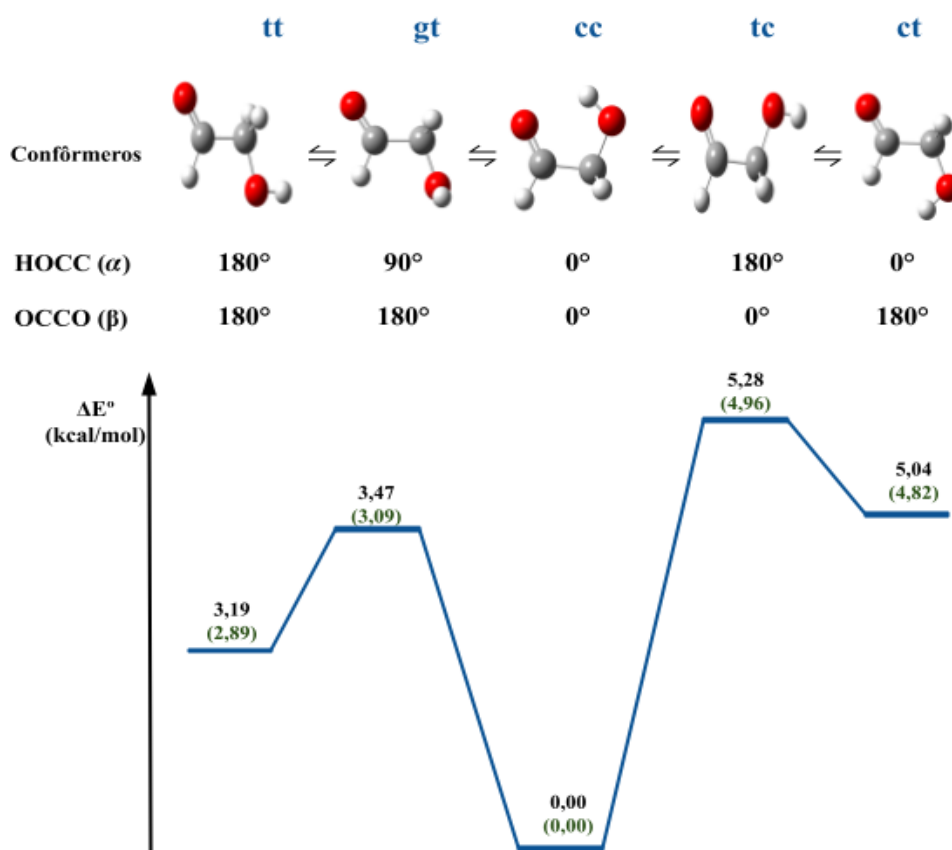 tt gt cc tc ct
Confôrmeros ⇌ ⇌ ⇌ ⇌
HOCC (α) 180° 90° 0° 180° 0°
OCCO (β) 180° 180° 0° 0° 180°
ΔEº
(kcal/mol)
3,19
(2,89)
3,47
(3,09)
0,00
(0,00)
5,28
(4,96)
5,04
(4,82)